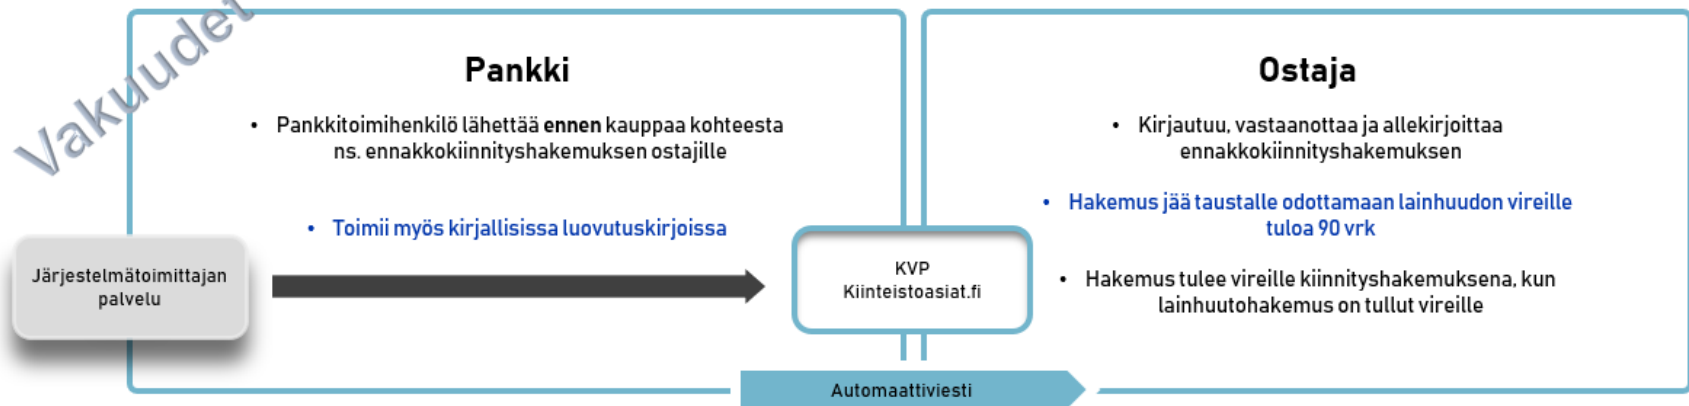 Vakuudet
Pankki
• Pankkitoimihenkilö lähettää ennen kauppaa kohteesta
ns. ennakkokiinnityshakemuksen ostajille
• Toimii myös kirjallisissa luovutuskirjoissa
Järjestelmätoimittajan
palvelu
KVP
Kiinteistoasiat.fi
Ostaja
• Kirjautuu, vastaanottaa ja allekirjoittaa
ennakkokiinnityshakemuksen
• Hakemus jää taustalle odottamaan lainhuudon vireille
tuloa 90 vrk
• Hakemus tulee vireille kiinnityshakemuksena, kun
lainhuutohakemus on tullut vireille
Automaattiviesti